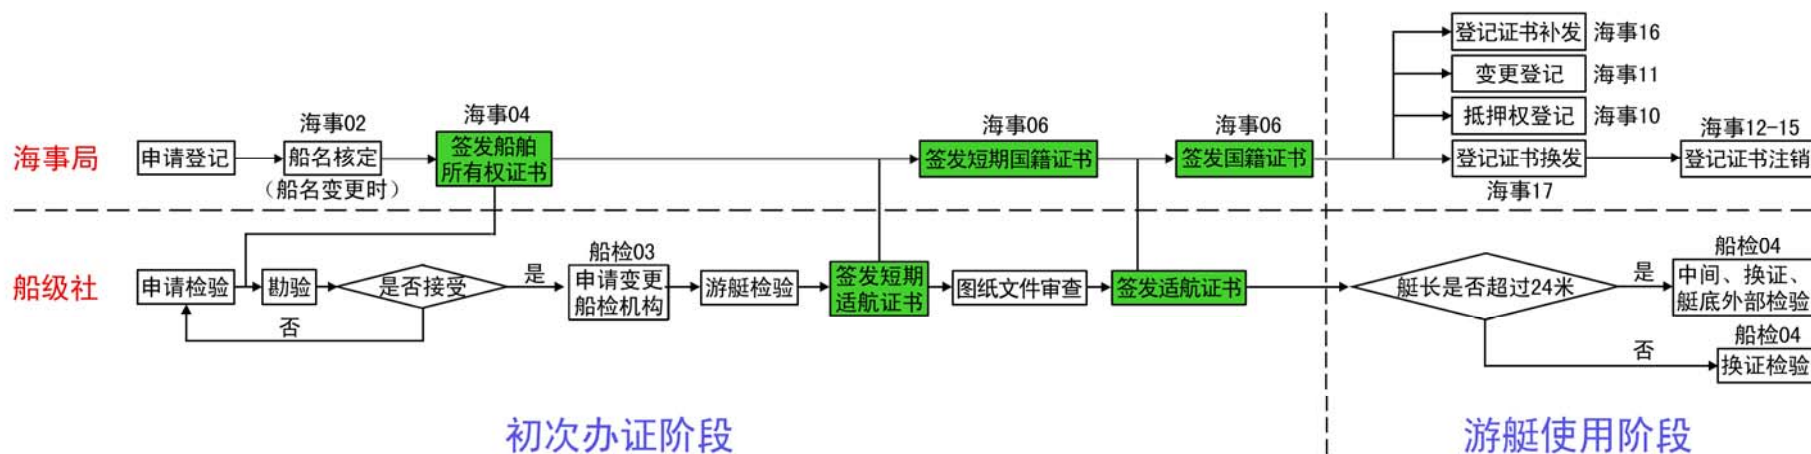 海事局
申请登记
海事02
船名核定
（船名变更时）
海事04
签发船舶
所有权证书
海事06
签发短期国籍证书
海事06
签发国籍证书
登记证书补发 海事16
变更登记 海事11
抵押权登记 海事10
登记证书换发
海事17
海事12-15
登记证书注销
船级社
申请检验
勘验
是否接受
否
是
船检03
申请变更
船检机构
游艇检验
签发短期
适航证书
图纸文件审查
签发适航证书
艇长是否超过24米
是
船检04
中间、换证、
艇底外部检验
否
船检04
换证检验
初次办证阶段
游艇使用阶段